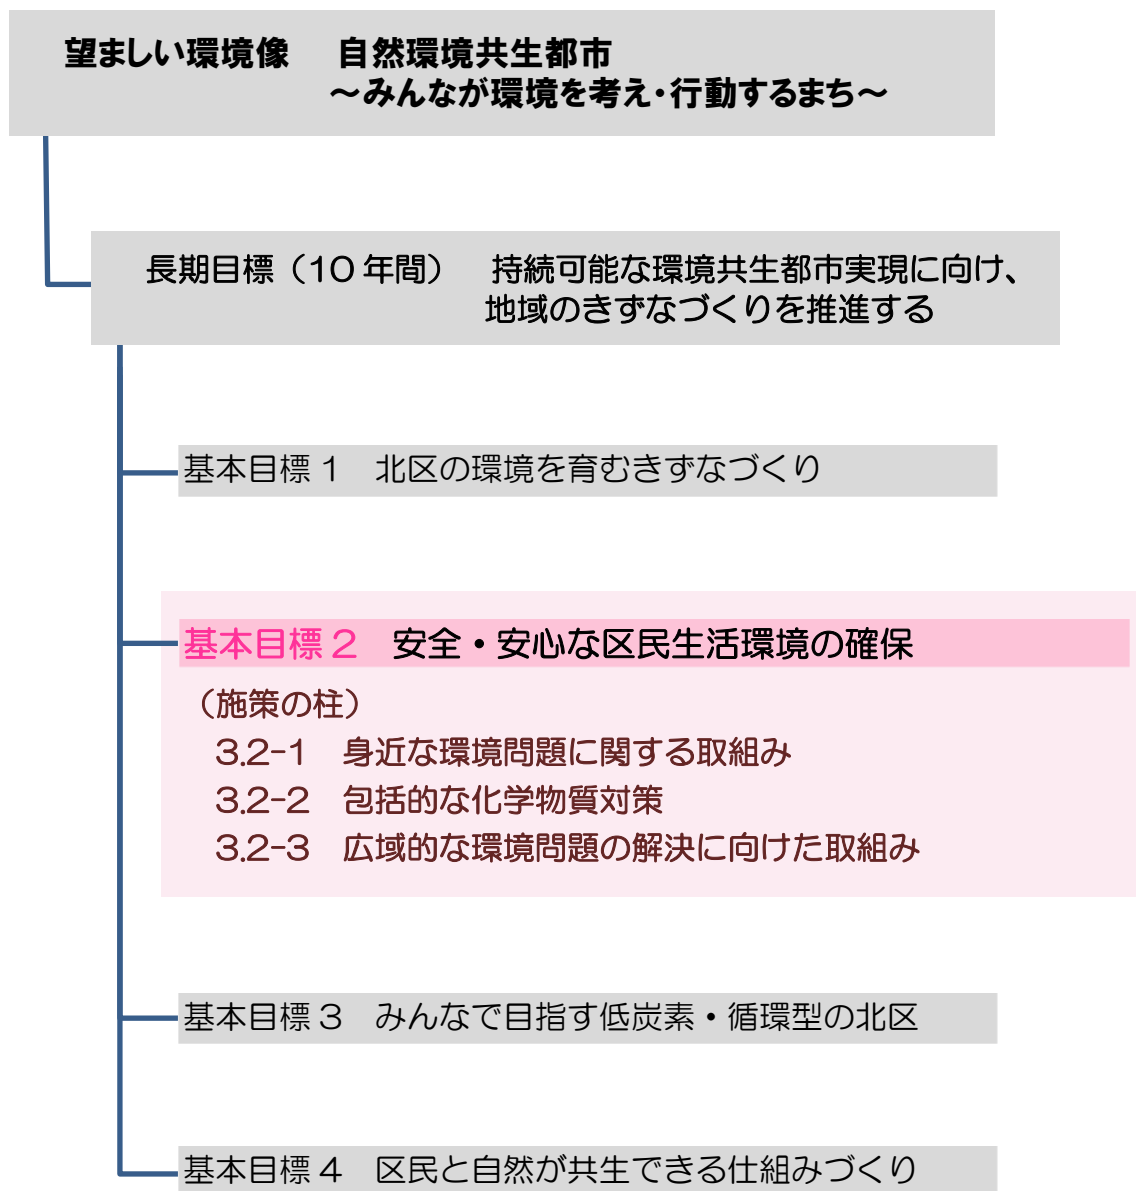 望ましい環境像　自然環境共生都市
～みんなが環境を考え・行動するまち～
長期目標（10年間）　持続可能な環境共生都市実現に向け、
地域のきずなづくりを推進する
基本目標1　北区の環境を育むきずなづくり
基本目標2　安全・安心な区民生活環境の確保
（施策の柱）
3.2-1　身近な環境問題に関する取組み
3.2-2　包括的な化学物質対策
3.2-3　広域的な環境問題の解決に向けた取組み
基本目標3　みんなで目指す低炭素・循環型の北区
基本目標4　区民と自然が共生できる仕組みづくり